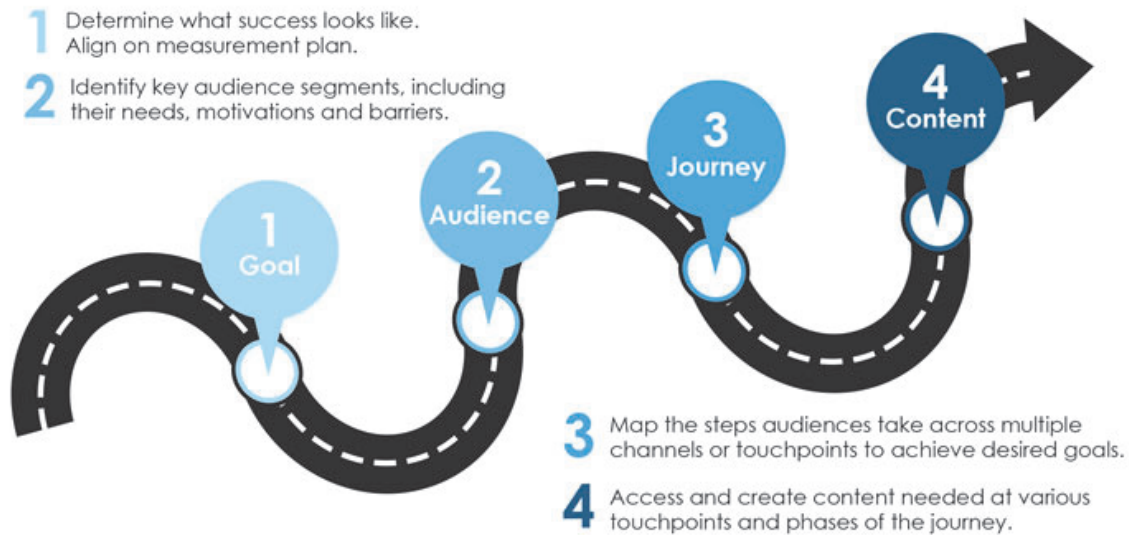 1 Determine what success looks like.
Align on measurement plan.
2 Identify key audience segments, including
their needs, motivations and barriers.
1
Goal
2
Audience
3
Journey
4
Content
3 Map the steps audiences take across multiple
channels or touchpoints to achieve desired goals.
4 Access and create content needed at various
touchpoints and phases of the journey.